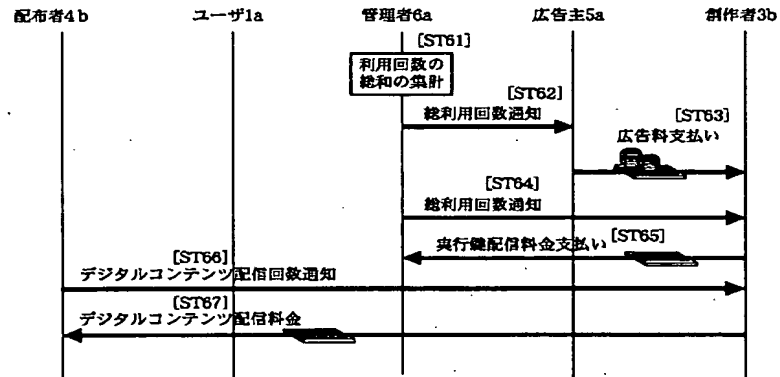 配布者4b ユーザ1a 管理者6a 広告主5a 創作者3b
[ST61]
利用回数の
総和の集計
[ST62]
総利用回数通知
[ST63]
広告料支払い
[ST64]
総利用回数通知
[ST65]
実行鍵配信料金支払い
[ST66]
デジタルコンテンツ配信回数通知
[ST67]
デジタルコンテンツ配信料金